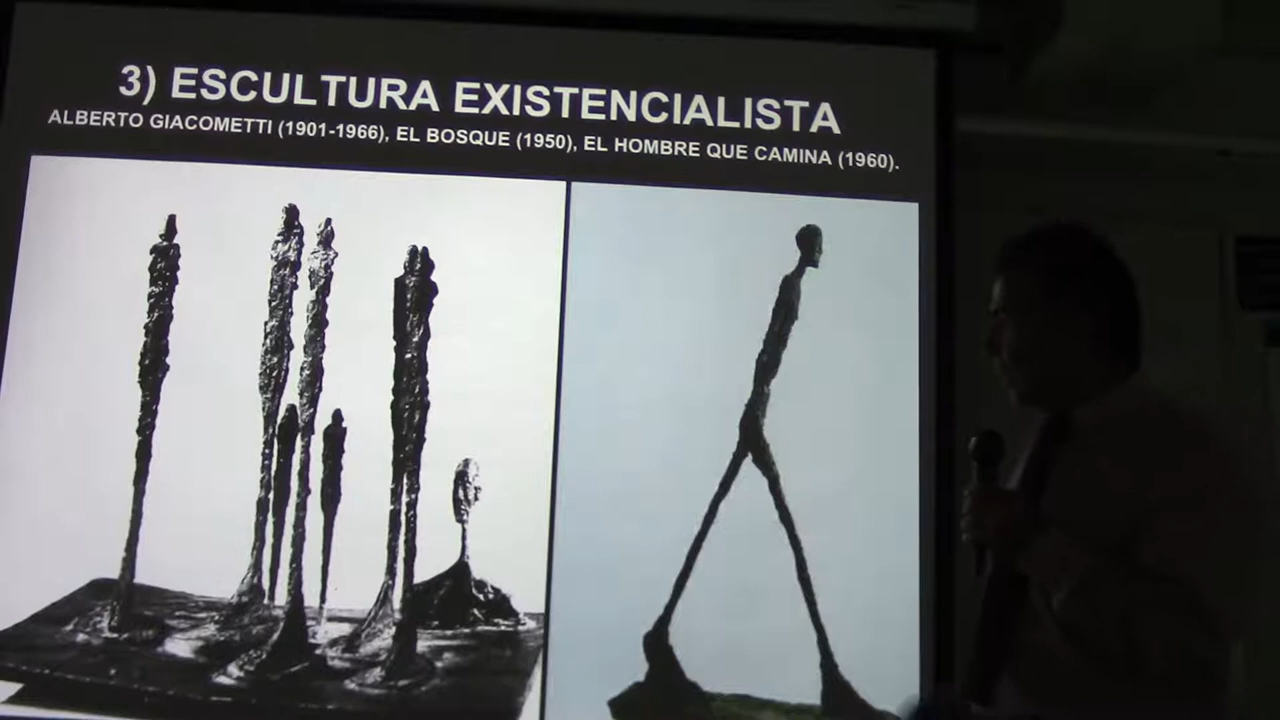 3) ESCULTURA EXISTENCIALISTA
ALBERTO GIACOMETTI (1901-1966), EL BOSQUE (1950), EL HOMBRE QUE CAMINA (1960).